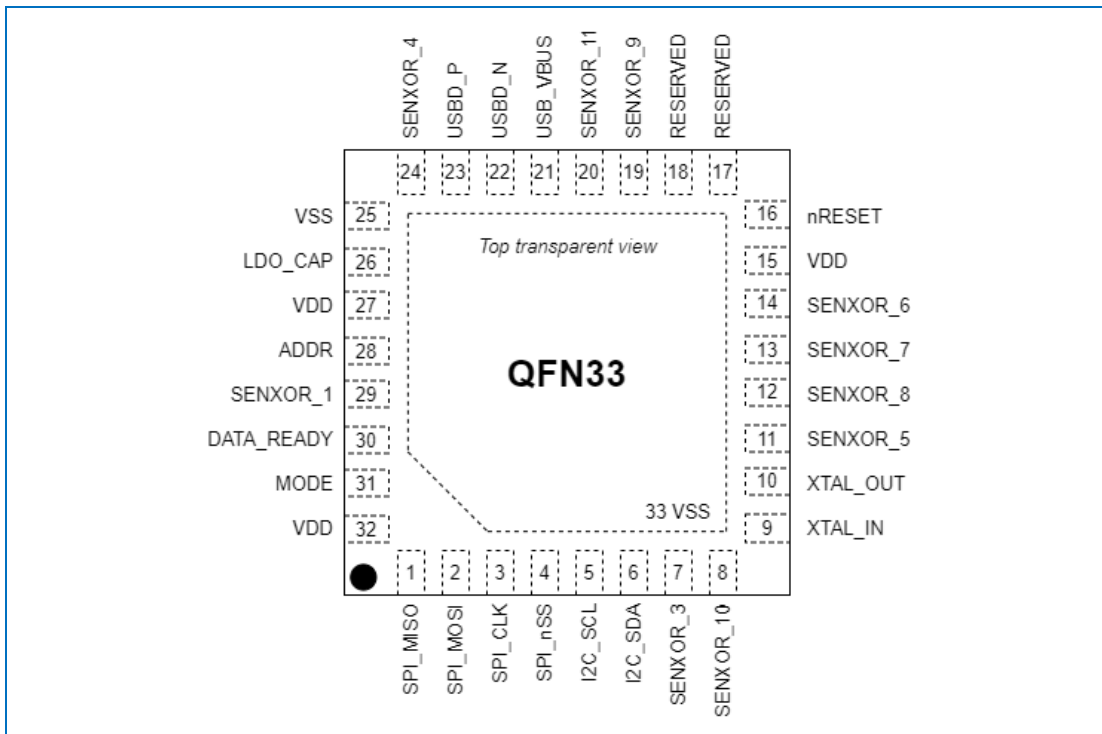 SENXOR_4
USBD_P
USBD_N
USB_VBUS
SENXOR_11
SENXOR_9
RESERVED
RESERVED
24 23 22 21 20 19 18 17
VSS 25
LDO_CAP 26
VDD 27
ADDR 28
SENXOR_1 29
DATA_READY 30
MODE 31
VDD 32
Top transparent view
QFN33
33 VSS
16 nRESET
15 VDD
14 SENXOR_6
13 SENXOR_7
12 SENXOR_8
11 SENXOR_5
10 XTAL_OUT
9 XTAL_IN
1 2 3 4 5 6 7 8
SPI_MISO
SPI_MOSI
SPI_CLK
SPI_nSS
I2C_SCL
I2C_SDA
SENXOR_3
SENXOR_10